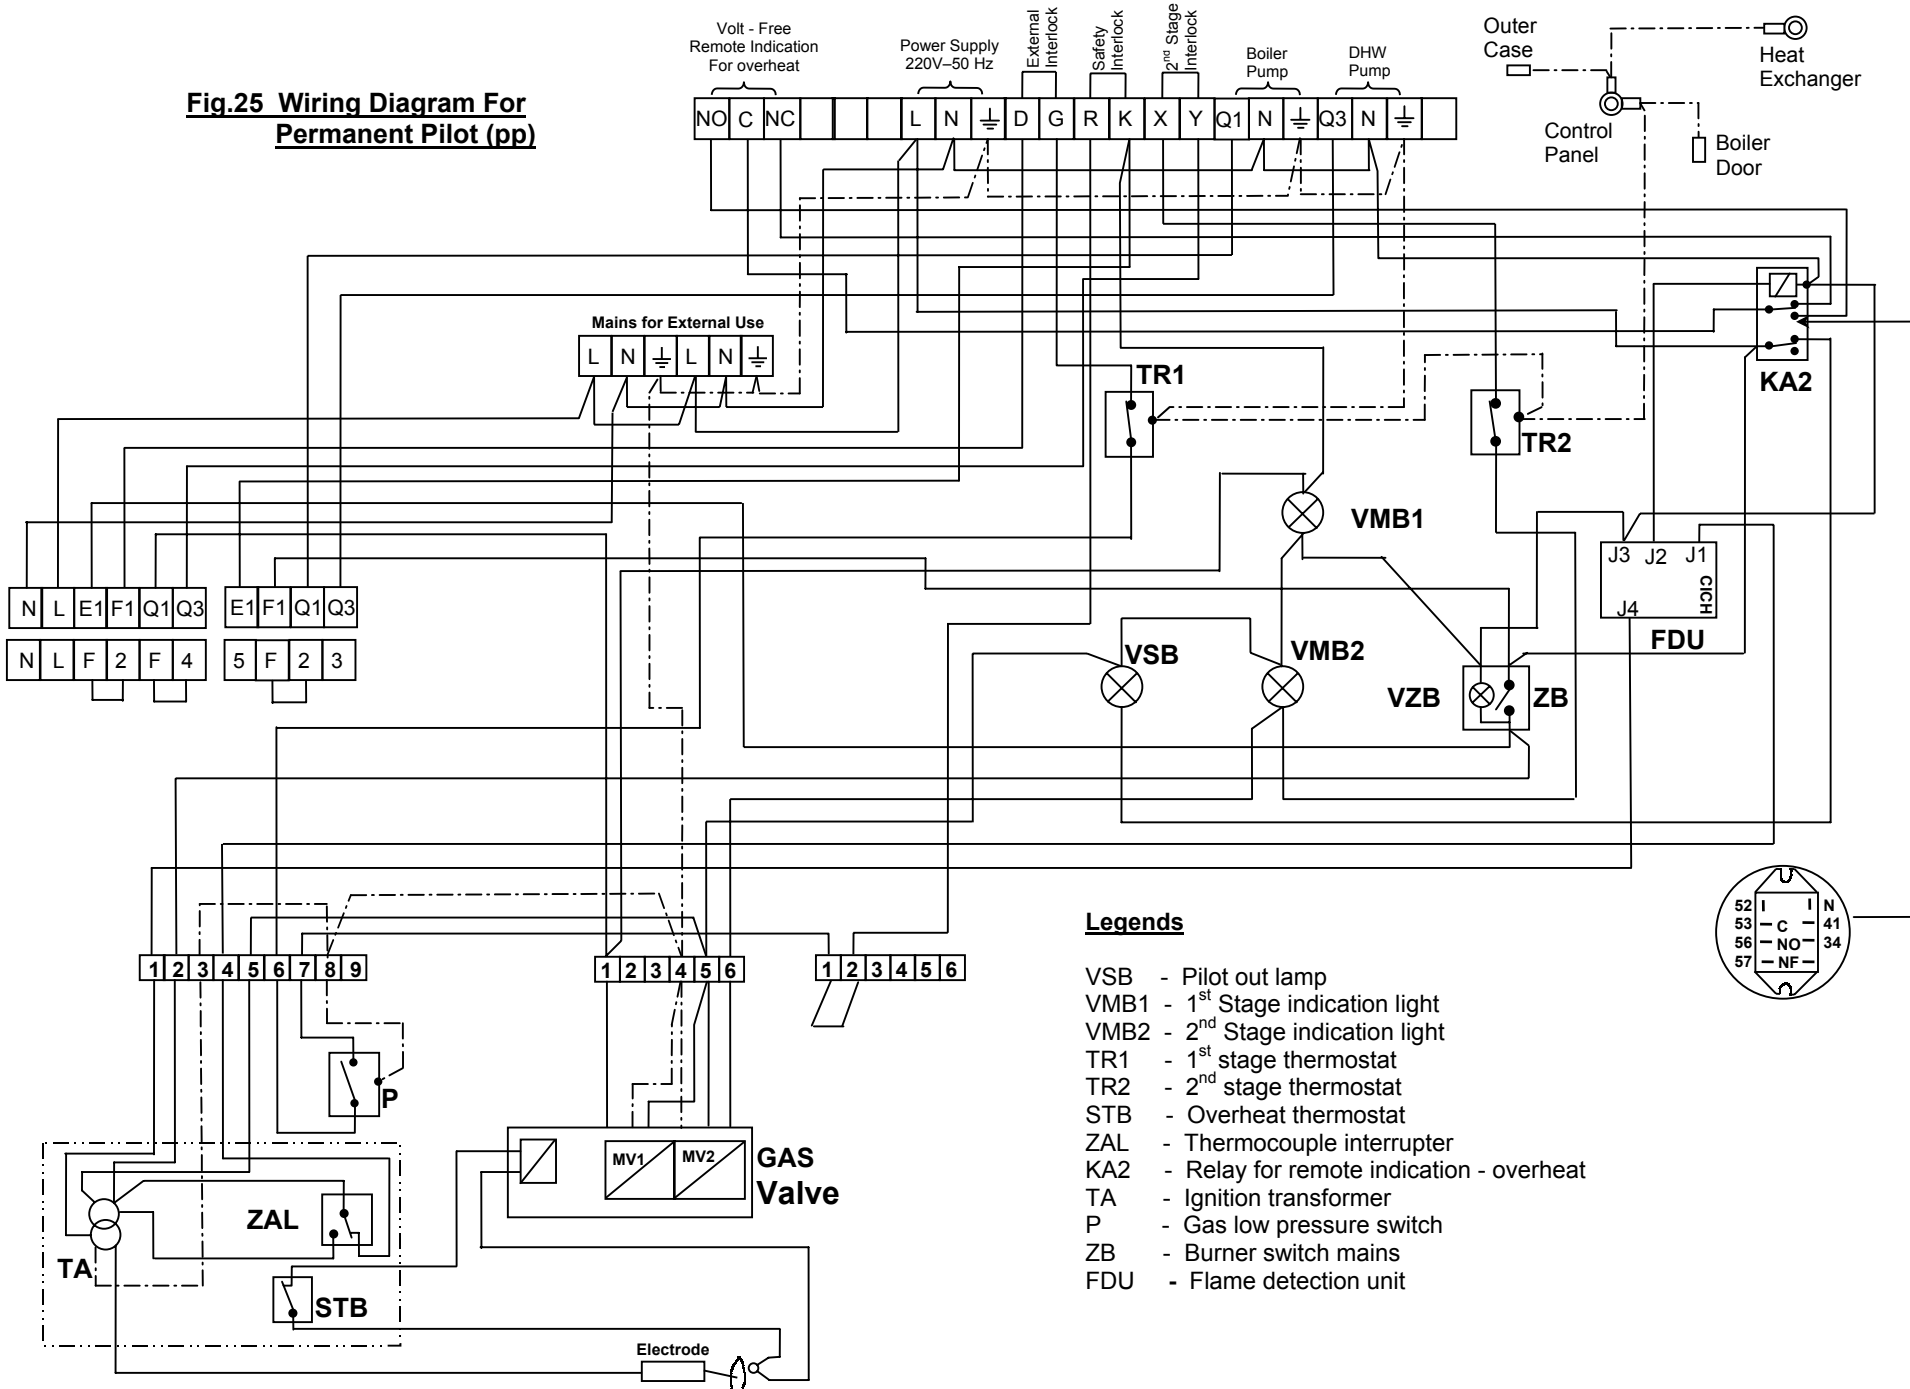 Fig.25 Wiring Diagram For
Permanent Pilot (pp)
Volt - Free
Remote Indication
For overheat
Power Supply
220V–50 Hz
External
Interlock
Safety
Interlock
2nd Stage
Interlock
Boiler
Pump
DHW
Pump
NO C NC L N D G R K X Y Q1 N Q3 N
Outer
Case
Heat
Exchanger
Control
Panel
Boiler
Door
Mains for External Use
L N L N
TR1
TR2
KA2
VMB1
J3 J2 J1
CICH
J4
FDU
N L E1 F1 Q1 Q3
E1 F1 Q1 Q3
N L F 2 F 4
5 F 2 3
VSB
VMB2
VZB
ZB
1 2 3 4 5 6 7 8 9
1 2 3 4 5 6
1 2 3 4 5 6
52 I I N
53 C 41
56 NO 34
57 NF
P
MV1
MV2
GAS
Valve
ZAL
TA
STB
Electrode
Legends
VSB - Pilot out lamp
VMB1 - 1st Stage indication light
VMB2 - 2nd Stage indication light
TR1 - 1st stage thermostat
TR2 - 2nd stage thermostat
STB - Overheat thermostat
ZAL - Thermocouple interrupter
KA2 - Relay for remote indication - overheat
TA - Ignition transformer
P - Gas low pressure switch
ZB - Burner switch mains
FDU - Flame detection unit